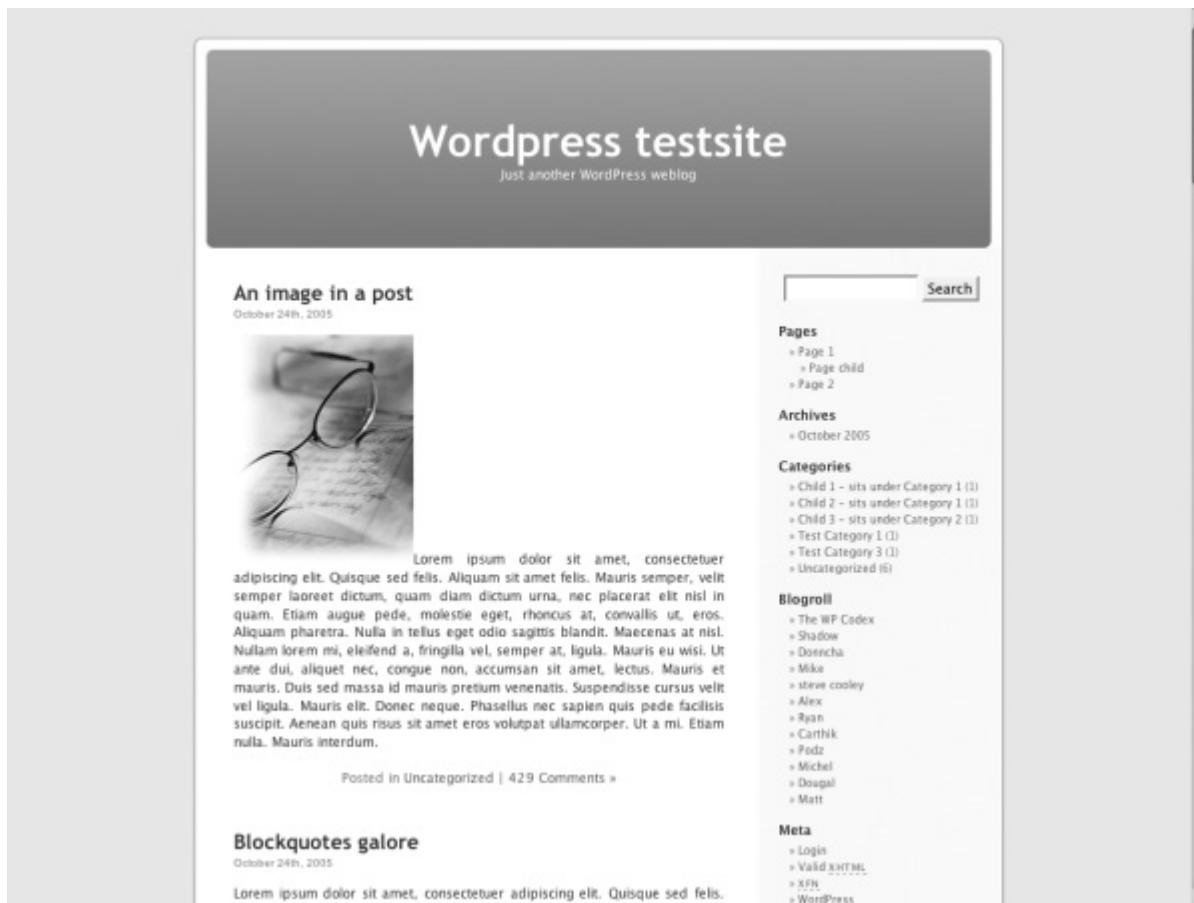 Wordpress testsite
Just another WordPress weblog
An image in a post
October 24th, 2005
Lorem ipsum dolor sit amet, consectetuer
adipiscing elit. Quisque sed felis. Aliquam sit amet felis. Mauris semper, velit
semper laoreet dictum, quam diam dictum urna, nec placerat elit nisl in
quam. Etiam augue pede, molestie eget, rhoncus at, convallis ut, eros.
Aliquam pharetra. Nulla in tellus eget odio sagittis blandit. Maecenas at nisl.
Nullam lorem mi, eleifend a, fringilla vel, semper at, ligula. Mauris eu wisi. Ut
ante dui, aliquet nec, congue non, accumsan sit amet, lectus. Mauris et
mauris. Duis sed massa id mauris pretium venenatis. Suspendisse cursus velit
vel ligula. Mauris elit. Donec neque. Phasellus nec sapien quis pede facilisis
suscipit. Aenean quis risus sit amet eros volutpat ullamcorper. Ut a mi. Etiam
nulla. Mauris interdum.
Posted in Uncategorized | 429 Comments »
Blockquotes galore
October 24th, 2005
Lorem ipsum dolor sit amet, consectetuer adipiscing elit. Quisque sed felis.
Search
Pages
» Page 1
» Page child
» Page 2
Archives
» October 2005
Categories
» Child 1 – sits under Category 1 (1)
» Child 2 – sits under Category 1 (1)
» Child 3 – sits under Category 2 (1)
» Test Category 1 (1)
» Test Category 3 (1)
» Uncategorized (6)
Blogroll
» The WP Codex
» Shadow
» Donncha
» Mike
» steve cooley
» Alex
» Ryan
» Carthik
» Podz
» Michel
» Dougal
» Matt
Meta
» Login
» Valid XHTML
» XFN
» WordPress